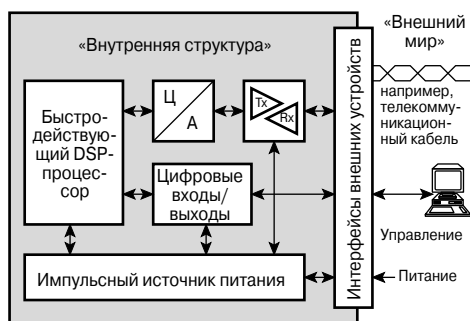 «Внутренняя структура»
«Внешний
мир»
Быстро-
действую-
щий DSP-
процес-
сор
Ц
А
Tx
Rx
Цифровые
входы/
выходы
Импульсный источник питания
Интерфейсы внешних устройств
например,
телекомму-
никацион-
ный кабель
Управление
Питание